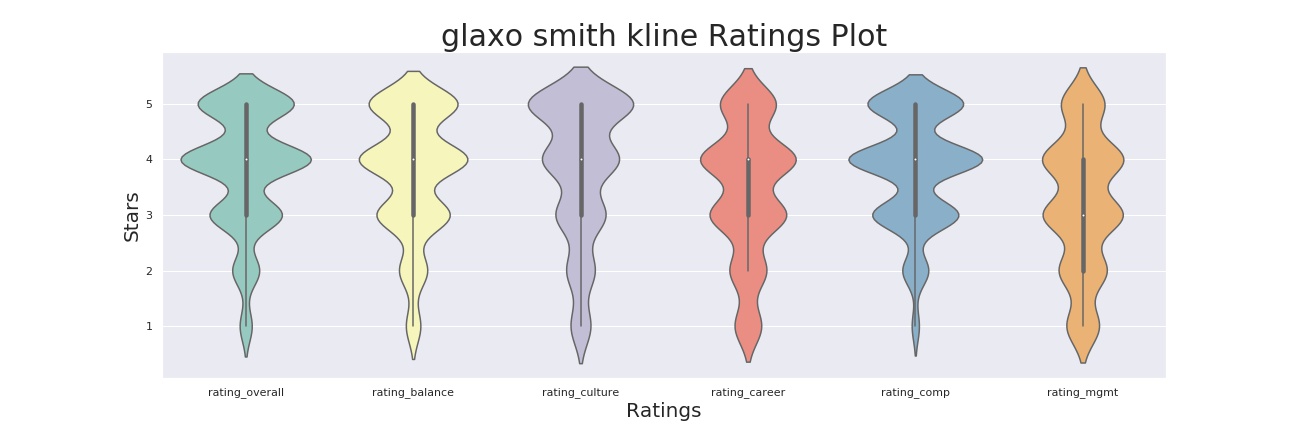 glaxo smith kline Ratings Plot
Stars
5
4
3
2
1
rating_overall rating_balance rating_culture rating_career rating_comp rating_mgmt
Ratings